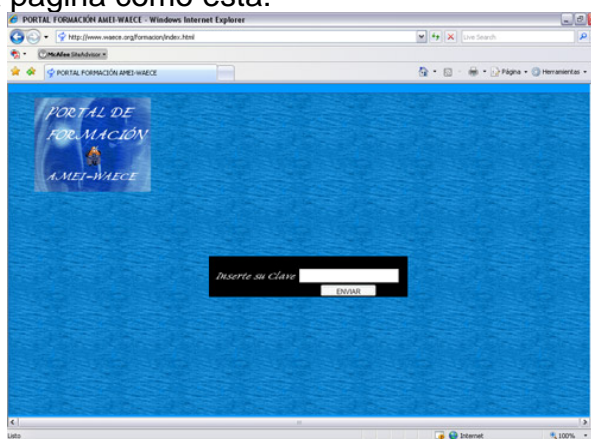 página como esta:
PORTAL FORMACIÓN AMEI-WAECE - Windows Internet Explorer
http://www.waece.org/formacion/index.html
Live Search
McAfee SiteAdvisor
PORTAL FORMACIÓN AMEI-WAECE
Página
Herramientas
PORTAL DE
FORMACIÓN
AMEI-WAECE
Inserte su Clave
ENVIAR
Listo
Internet
100%